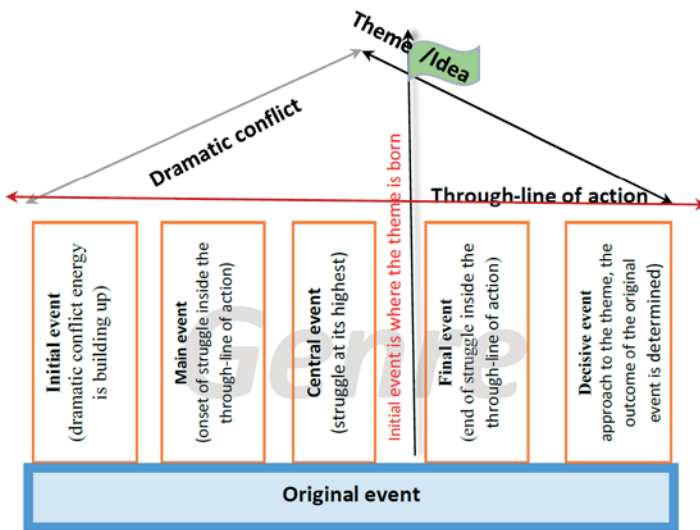 Theme /Idea
Dramatic conflict
Through-line of action
Initial event
(dramatic conflict energy
is building up)
Main event
(onset of struggle inside the
through-line of action)
Central event
(struggle at its highest)
Initial event is where the theme is born
Final event
(end of struggle inside the
through-line of action)
Decisive event
approach to the theme, the
outcome of the original
event is determined)
Genre
Original event